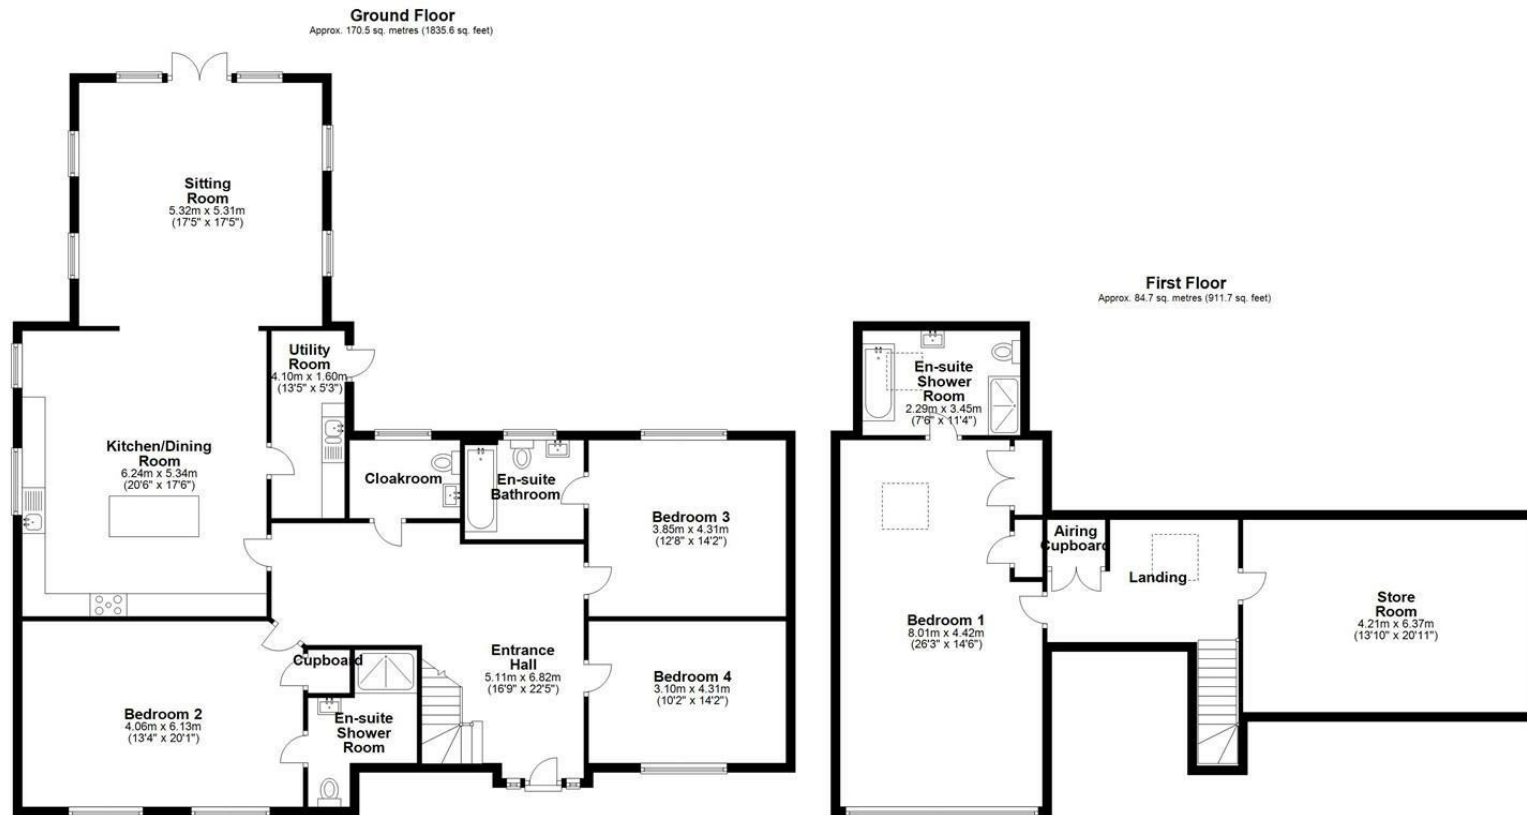 Ground Floor
Approx. 170.5 sq. metres (1835.6 sq. feet)
Sitting
Room
5.32m x 5.31m
(17'5" x 17'5")
Utility
Room
4.10m x 1.60m
(13'5" x 5'3")
Kitchen/Dining
Room
6.24m x 5.34m
(20'6" x 17'6")
Cloakroom
En-suite
Bathroom
Bedroom 3
3.85m x 4.31m
(12'8" x 14'2")
Cupboard
Entrance
Hall
5.11m x 6.82m
(16'9" x 22'5")
Bedroom 4
3.10m x 4.31m
(10'2" x 14'2")
Bedroom 2
4.06m x 6.13m
(13'4" x 20'1")
En-suite
Shower
Room
First Floor
Approx. 84.7 sq. metres (911.7 sq. feet)
En-suite
Shower
Room
2.29m x 3.45m
(7'6" x 11'4")
Airing
Cupboard
Landing
Bedroom 1
8.01m x 4.42m
(26'3" x 14'6")
Store
Room
4.21m x 6.37m
(13'10" x 20'11")